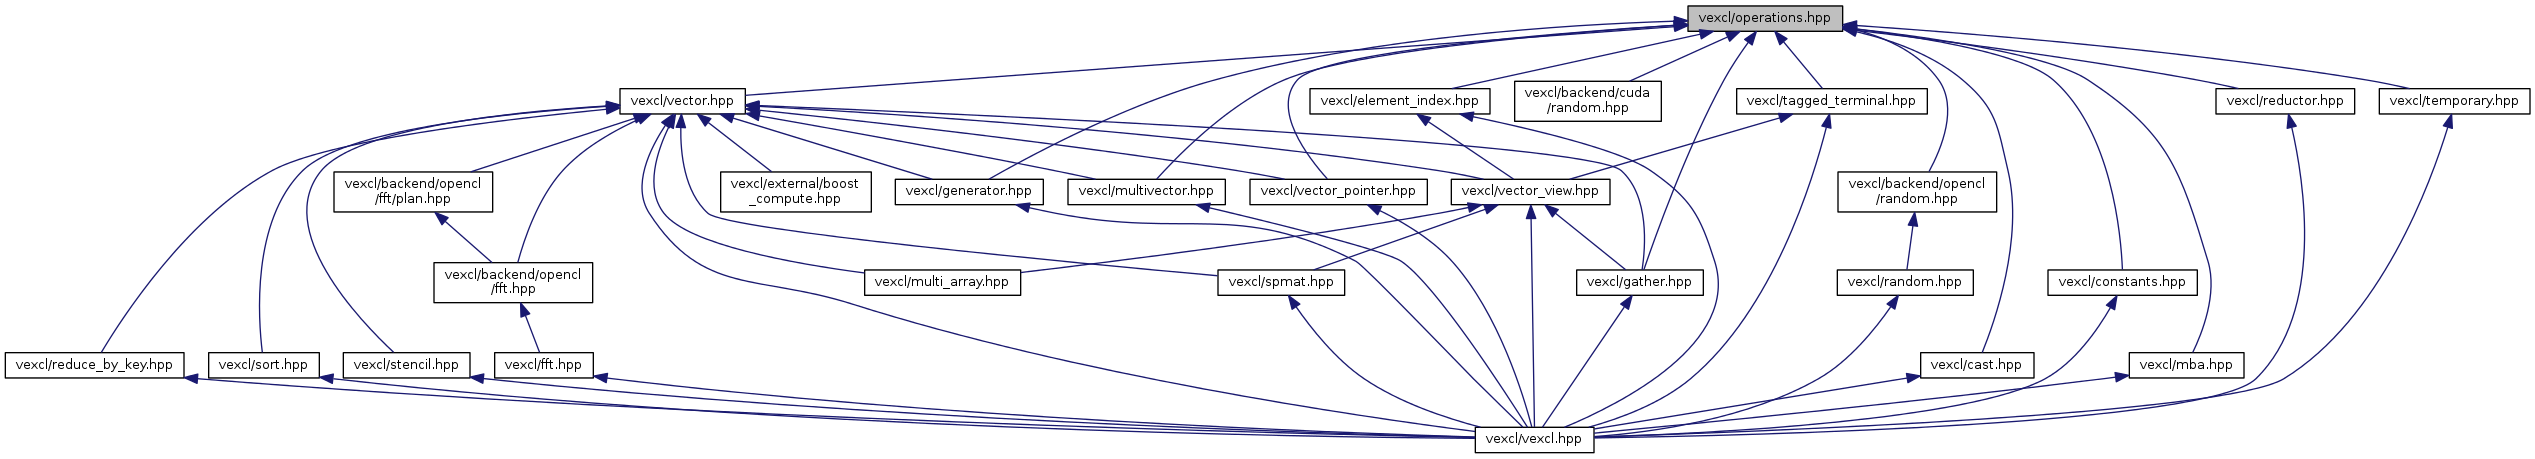 vexcl/operations.hpp
vexcl/vector.hpp
vexcl/element_index.hpp
vexcl/backend/cuda
/random.hpp
vexcl/tagged_terminal.hpp
vexcl/reductor.hpp
vexcl/temporary.hpp
vexcl/backend/opencl
/fft/plan.hpp
vexcl/external/boost
_compute.hpp
vexcl/generator.hpp
vexcl/multivector.hpp
vexcl/vector_pointer.hpp
vexcl/vector_view.hpp
vexcl/backend/opencl
/random.hpp
vexcl/backend/opencl
/fft.hpp
vexcl/multi_array.hpp
vexcl/spmat.hpp
vexcl/gather.hpp
vexcl/random.hpp
vexcl/constants.hpp
vexcl/reduce_by_key.hpp
vexcl/sort.hpp
vexcl/stencil.hpp
vexcl/fft.hpp
vexcl/cast.hpp
vexcl/mba.hpp
vexcl/vexcl.hpp